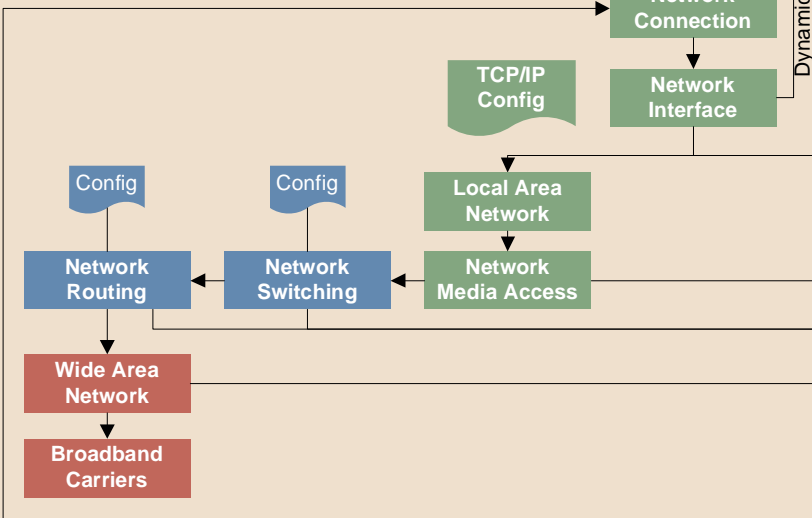 Network
Connection
Dynamic
TCP/IP
Config
Network
Interface
Config
Config
Local Area
Network
Network
Routing
Network
Switching
Network
Media Access
Wide Area
Network
Broadband
Carriers